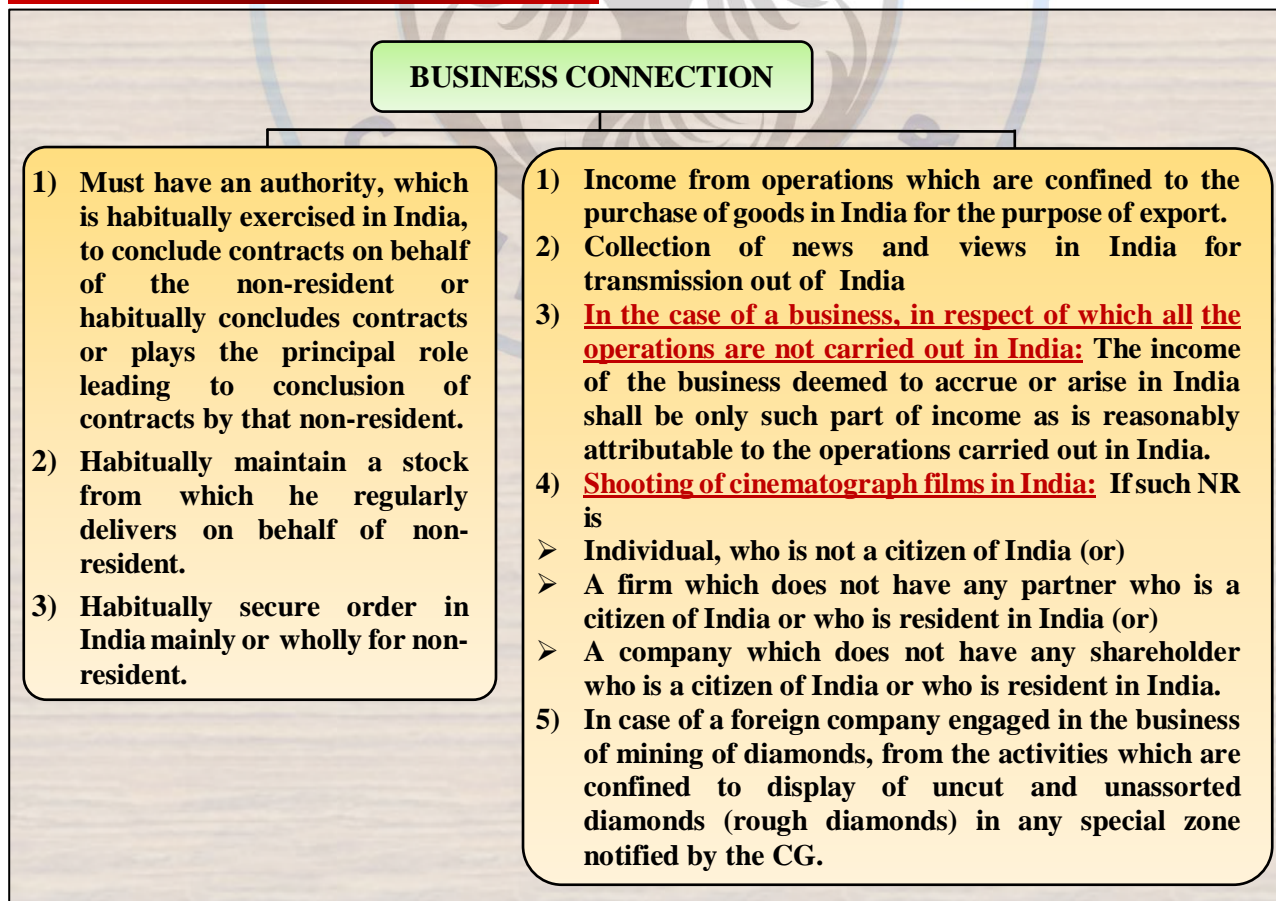 BUSINESS CONNECTION
1) Must have an authority, which
is habitually exercised in India,
to conclude contracts on behalf
of the non-resident or
habitually concludes contracts
or plays the principal role
leading to conclusion of
contracts by that non-resident.
2) Habitually maintain a stock
from which he regularly
delivers on behalf of non-
resident.
3) Habitually secure order in
India mainly or wholly for non-
resident.
1) Income from operations which are confined to the
purchase of goods in India for the purpose of export.
2) Collection of news and views in India for
transmission out of India
3) In the case of a business, in respect of which all the
operations are not carried out in India: The income
of the business deemed to accrue or arise in India
shall be only such part of income as is reasonably
attributable to the operations carried out in India.
4) Shooting of cinematograph films in India: If such NR
is
➢ Individual, who is not a citizen of India (or)
➢ A firm which does not have any partner who is a
citizen of India or who is resident in India (or)
➢ A company which does not have any shareholder
who is a citizen of India or who is resident in India.
5) In case of a foreign company engaged in the business
of mining of diamonds, from the activities which are
confined to display of uncut and unassorted
diamonds (rough diamonds) in any special zone
notified by the CG.